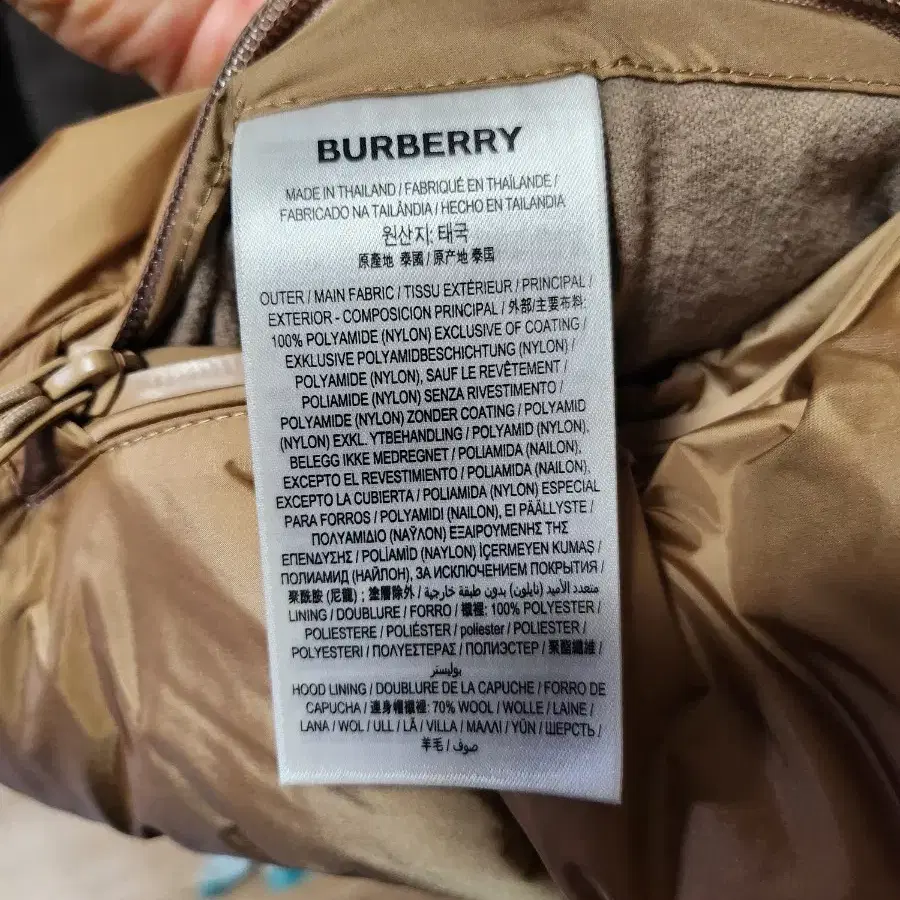 BURBERRY
MADE IN THAILAND / FABRIQUÉ EN THAÏLANDE /
FABRICADO NA TAILÂNDIA / HECHO EN TAILANDIA
원산지: 태국
原產地 泰國 / 原产地 泰国
OUTER / MAIN FABRIC / TISSU EXTÉRIEUR / PRINCIPAL /
EXTERIOR - COMPOSICION PRINCIPAL / 外部/主要布料:
100% POLYAMIDE (NYLON) EXCLUSIVE OF COATING /
EXKLUSIVE POLYAMIDBESCHICHTUNG (NYLON) /
POLYAMIDE (NYLON), SAUF LE REVÊTEMENT /
POLIAMIDE (NYLON) SENZA RIVESTIMENTO /
POLYAMIDE (NYLON) ZONDER COATING / POLYAMID
(NYLON) EXKL. YTBEHANDLING / POLYAMID (NYLON),
BELEGG IKKE MEDREGNET / POLIAMIDA (NAILON),
EXCEPTO EL REVESTIMIENTO / POLIAMIDA (NYLON),
EXCEPTO LA CUBIERTA / POLIAMIDA (NYLON) ESPECIAL
PARA FORROS / POLYAMIDI (NAILON), EI PÄÄLLYSTE /
ΠΟΛΥΑΜΙΔΙΟ (ΝΑΫΛΟΝ) ΕΞΑΙΡΟΥΜΕΝΗΣ ΤΗΣ
ΕΠΕΝΔΥΣΗΣ / POLİAMİD (NAYLON) İÇERMEYEN KUMAŞ /
ПОЛИАМИД (НАЙЛОН), ЗА ИСКЛЮЧЕНИЕМ ПОКРЫТИЯ /
聚酰胺 (尼龍) ; 塗層除外 / متعدد الأميد (نايلون) بدون طبقة خارجية
LINING / DOUBLURE / FORRO / 襯裡: 100% POLYESTER /
POLIESTERE / POLIÉSTER / poliester / POLIESTER /
POLYESTERI / ΠΟΛΥΕΣΤΕΡΑΣ / ПОЛИЭСТЕР / 聚酯纖維 /
بوليستر
HOOD LINING / DOUBLURE DE LA CAPUCHE / FORRO DE
CAPUCHA / 連身帽襯裡: 70% WOOL / WOLLE / LAINE /
LANA / WOL / ULL / LÃ / VILLA / ΜΑΛΛΙ / YÜN / ШЕРСТЬ /
羊毛 / صوف